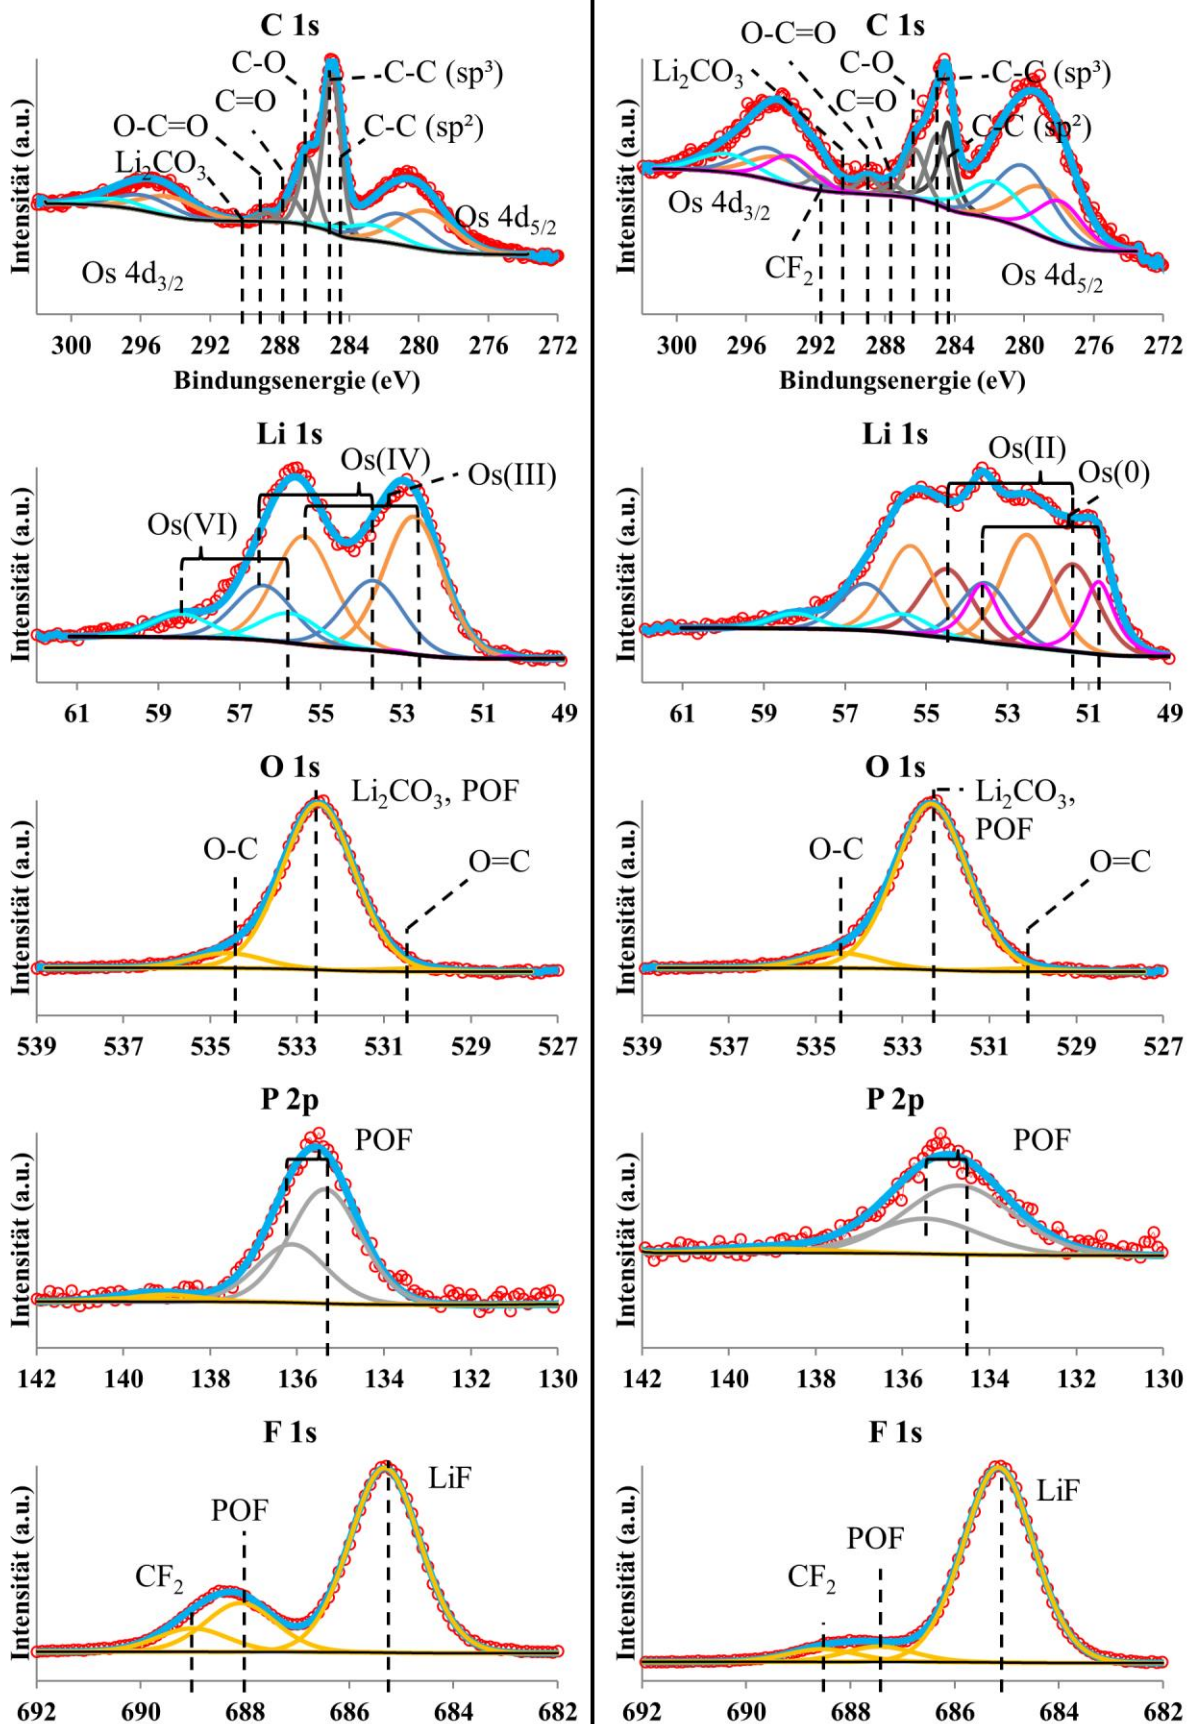 C 1s
C-O
C-C (sp³)
C=O
O-C=O
C-C (sp²)
Li₂CO₃
Os 4d₅/₂
Os 4d₃/₂
Intensität (a.u.)
300 296 292 288 284 280 276 272
Bindungsenergie (eV)
Li 1s
Os(IV)
Os(III)
Os(VI)
61 59 57 55 53 51 49
O 1s
Li₂CO₃, POF
O-C
O=C
Intensität (a.u.)
539 537 535 533 531 529 527
P 2p
POF
Intensität (a.u.)
142 140 138 136 134 132 130
F 1s
LiF
POF
CF₂
Intensität (a.u.)
692 690 688 686 684 682
C 1s
O-C=O
C-O
Li₂CO₃
C-C (sp³)
C=O
C-C (sp²)
Os 4d₃/₂
CF₂
Os 4d₅/₂
Intensität (a.u.)
300 296 292 288 284 280 276 272
Bindungsenergie (eV)
Li 1s
Os(II)
Os(0)
61 59 57 55 53 51 49
O 1s
Li₂CO₃,
POF
O-C
O=C
Intensität (a.u.)
539 537 535 533 531 529 527
P 2p
POF
Intensität (a.u.)
142 140 138 136 134 132 130
F 1s
LiF
POF
CF₂
Intensität (a.u.)
692 690 688 686 684 682